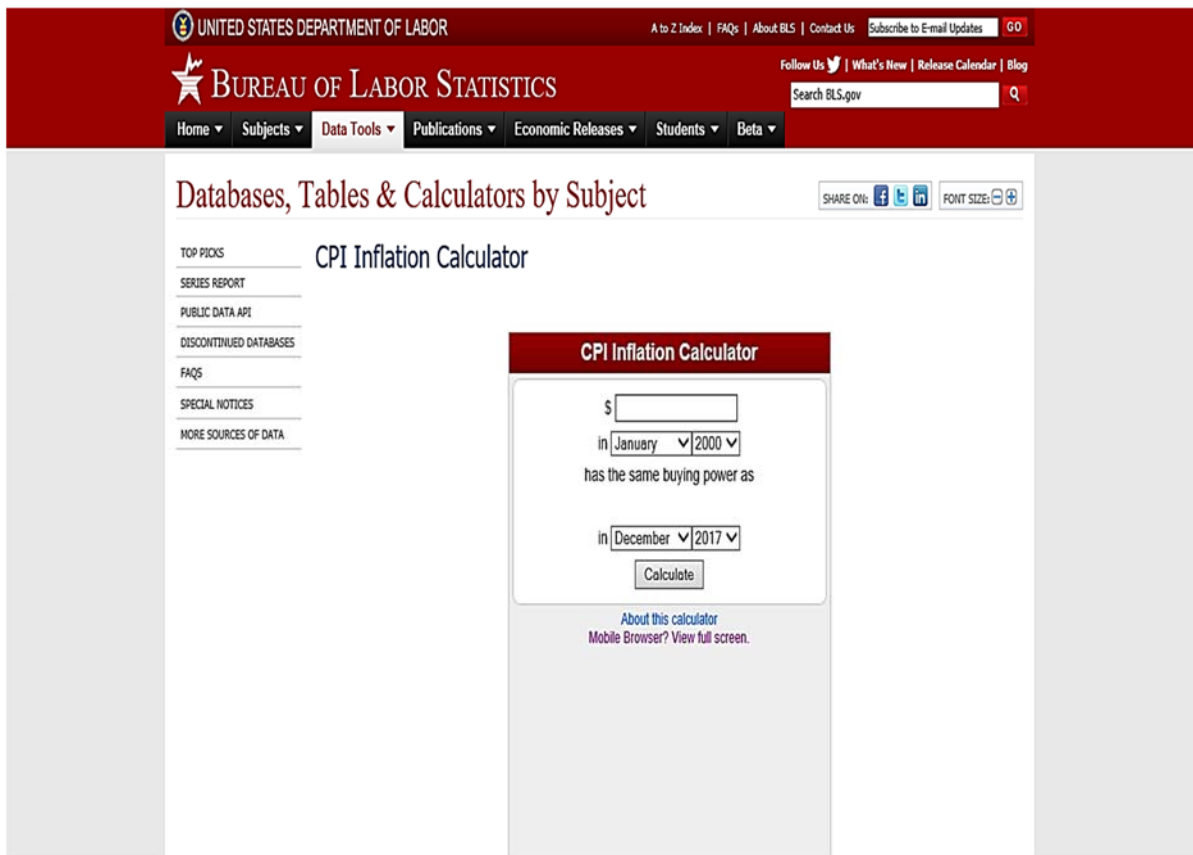 UNITED STATES DEPARTMENT OF LABOR
A to Z Index | FAQs | About BLS | Contact Us Subscribe to E-mail Updates GO
Follow Us | What's New | Release Calendar | Blog
BUREAU OF LABOR STATISTICS
Search BLS.gov
Home Subjects Data Tools Publications Economic Releases Students Beta
Databases, Tables & Calculators by Subject
SHARE ON: FONT SIZE:
TOP PICKS
SERIES REPORT
PUBLIC DATA API
DISCONTINUED DATABASES
FAQS
SPECIAL NOTICES
MORE SOURCES OF DATA
CPI Inflation Calculator
CPI Inflation Calculator
$
in January 2000
has the same buying power as
in December 2017
Calculate
About this calculator
Mobile Browser? View full screen.